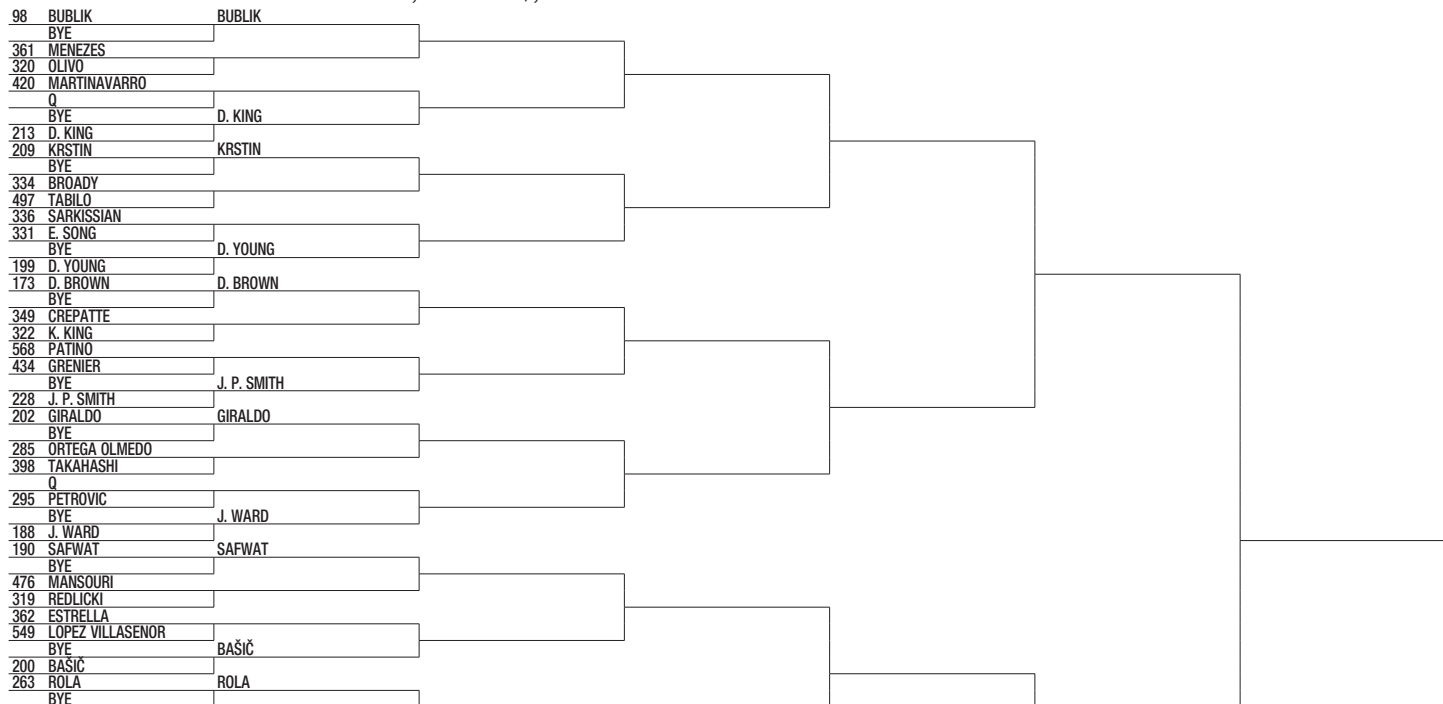 98 BUBLIK BUBLIK
BYE
361 MENEZES
320 OLIVO
420 MARTINAVARRO
Q
BYE D. KING
213 D. KING
209 KRSTIN KRSTIN
BYE
334 BROADY
497 TABILO
336 SARKISSIAN
331 E. SONG
BYE D. YOUNG
199 D. YOUNG
173 D. BROWN D. BROWN
BYE
349 CREPATTE
322 K. KING
568 PATINO
434 GRENIER
BYE J. P. SMITH
228 J. P. SMITH
202 GIRALDO GIRALDO
BYE
285 ORTEGA OLMEDO
398 TAKAHASHI
Q
295 PETROVIC
BYE J. WARD
188 J. WARD
190 SAFWAT SAFWAT
BYE
476 MANSOURI
319 REDLICKI
362 ESTRELLA
549 LOPEZ VILLASENOR
BYE BAŠIČ
200 BAŠIČ
263 ROLA ROLA
BYE